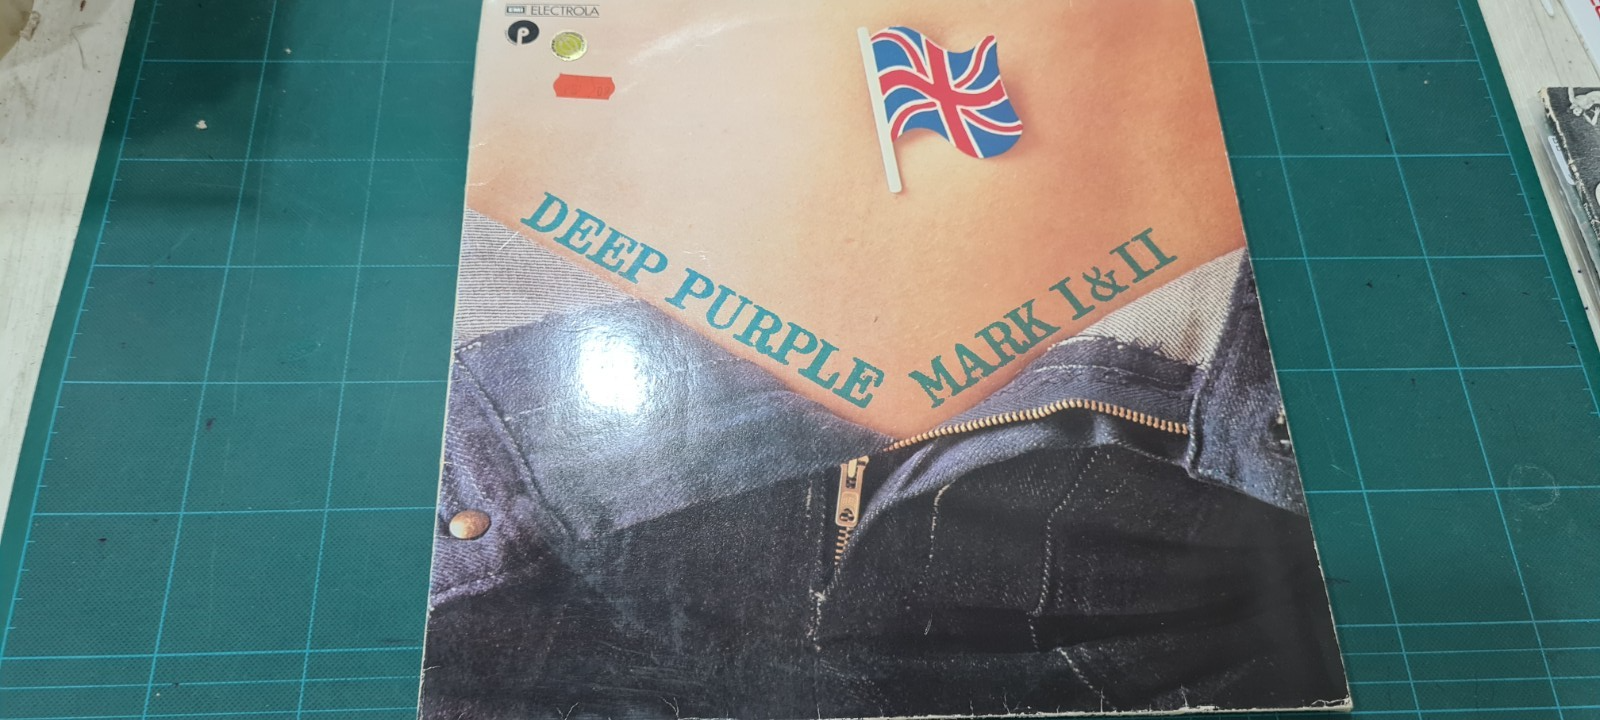 EMI ELECTROLA
P
DEEP PURPLE MARK I & II